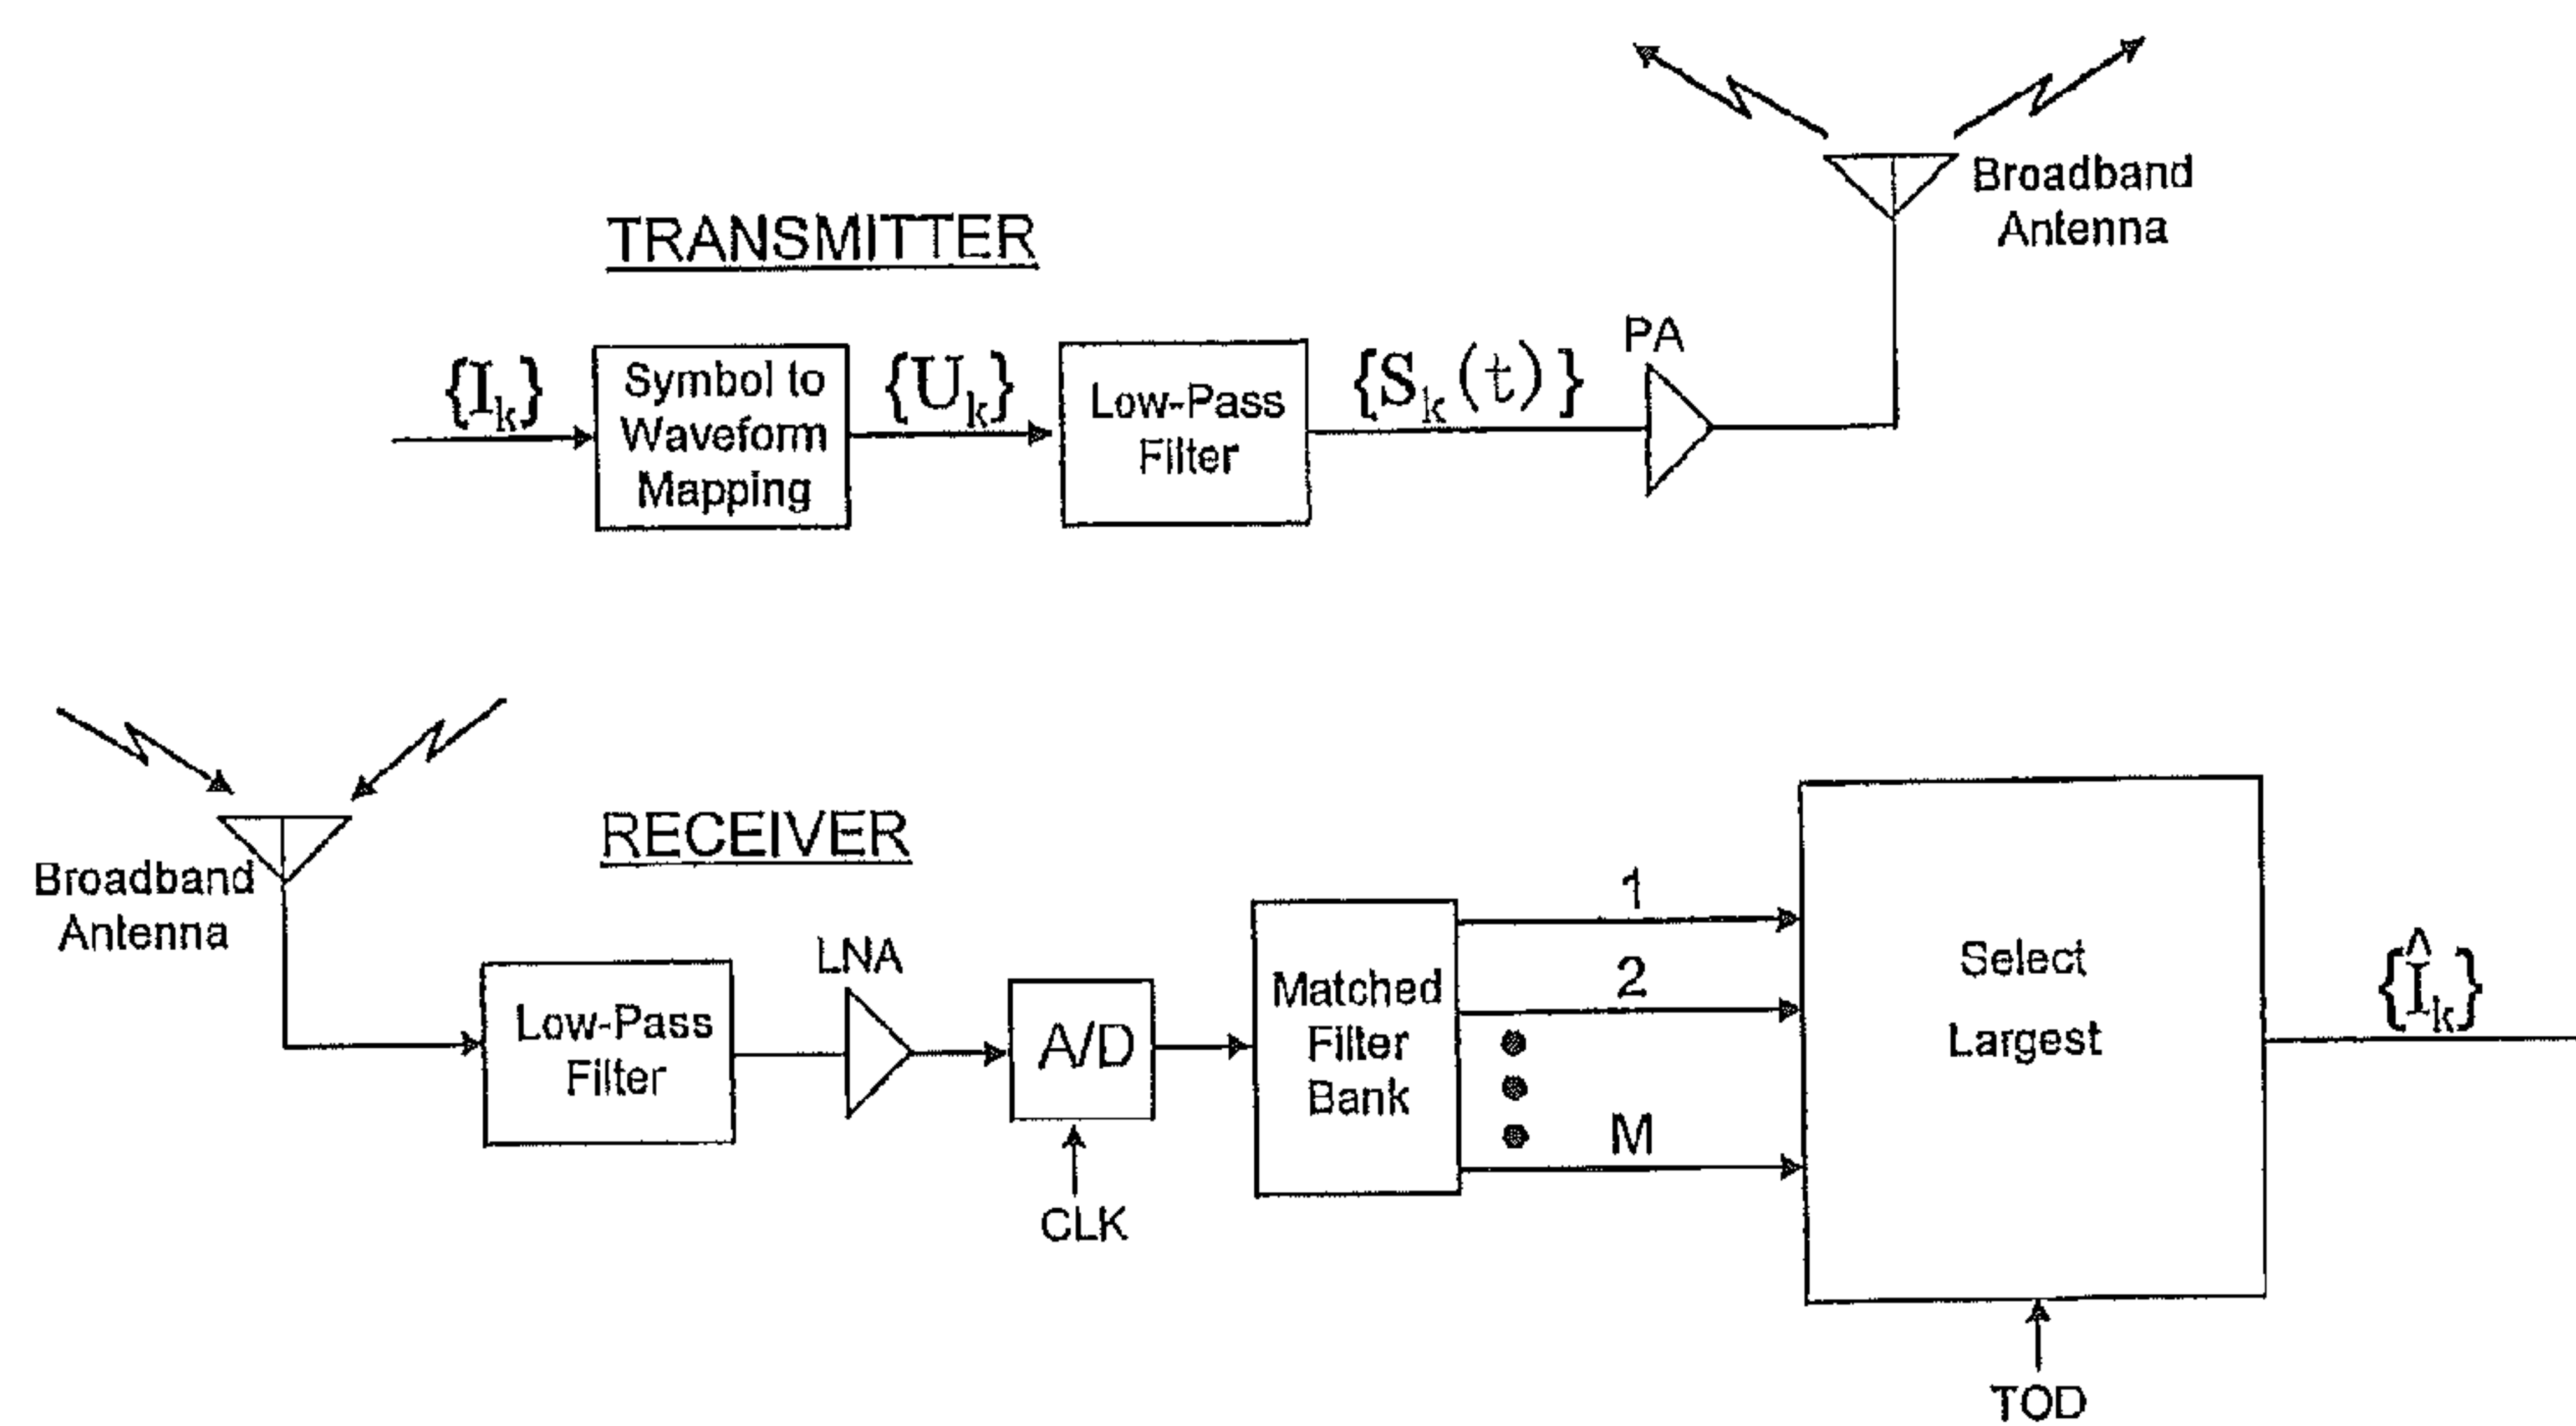 Broadband
Antenna
TRANSMITTER
PA
{I_k}
Symbol to
Waveform
Mapping
{U_k}
Low-Pass
Filter
{S_k(t)}
RECEIVER
Broadband
Antenna
Low-Pass
Filter
LNA
A/D
CLK
Matched
Filter
Bank
1
2
M
Select
Largest
{Î_k}
TOD